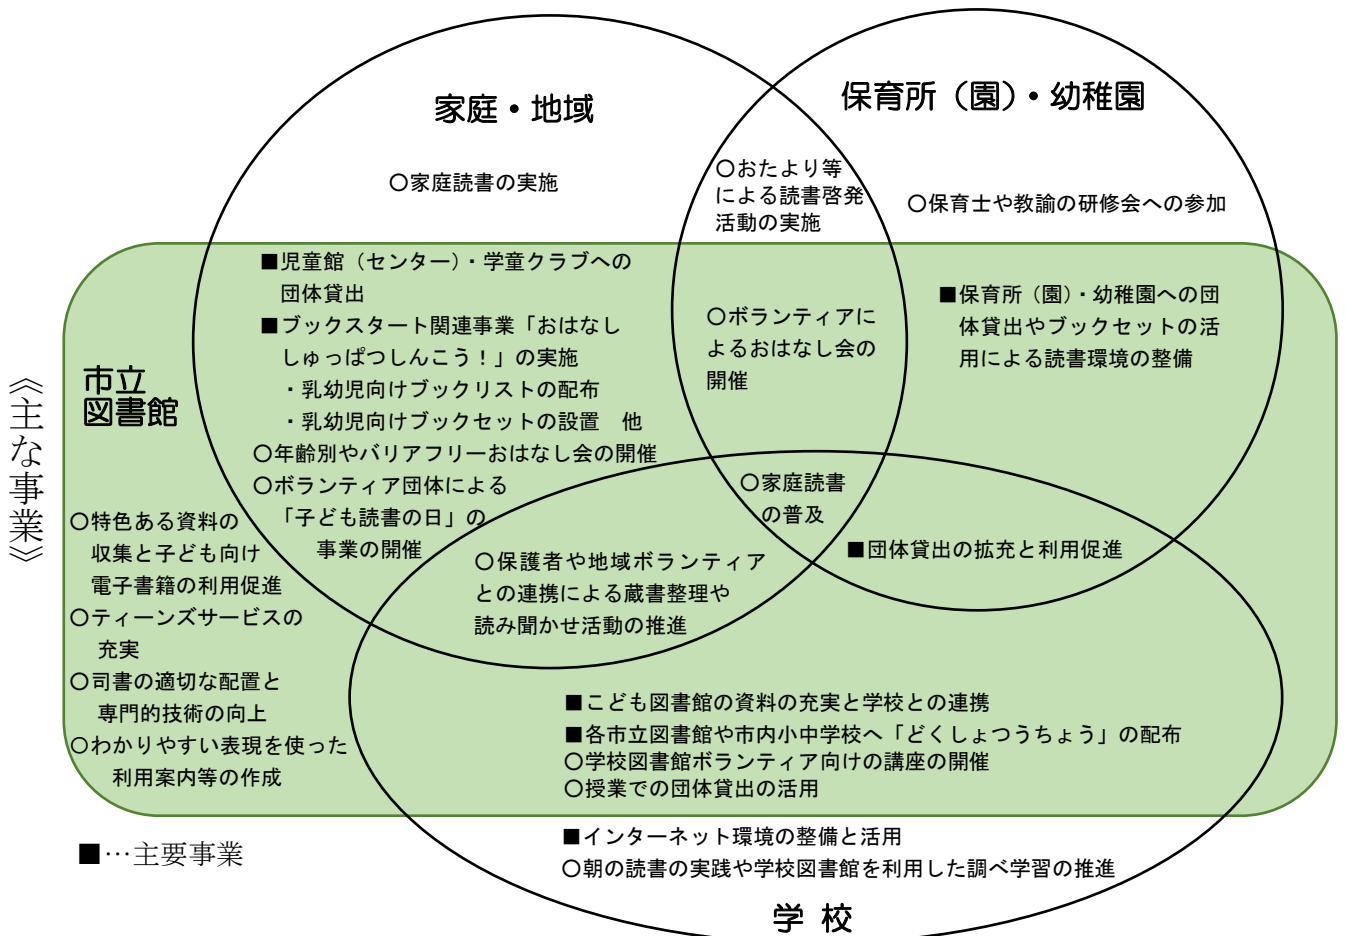 《主な事業》
家庭・地域
○家庭読書の実施
保育所（園）・幼稚園
○おたより等
による読書啓発
活動の実施
○保育士や教諭の研修会への参加
■児童館（センター）・学童クラブへの
団体貸出
■ブックスタート関連事業「おはなし
しゅっぱつしんこう！」の実施
・乳幼児向けブックリストの配布
・乳幼児向けブックセットの設置　他
○年齢別やバリアフリーおはなし会の開催
○ボランティア団体による
「子ども読書の日」の
事業の開催
○ボランティアに
よるおはなし会の
開催
■保育所（園）・幼稚園への団
体貸出やブックセットの活
用による読書環境の整備
市立
図書館
○特色ある資料の
収集と子ども向け
電子書籍の利用促進
○ティーンズサービスの
充実
○司書の適切な配置と
専門的技術の向上
○わかりやすい表現を使った
利用案内等の作成
○家庭読書
の普及
○保護者や地域ボランティア
との連携による蔵書整理や
読み聞かせ活動の推進
■団体貸出の拡充と利用促進
■こども図書館の資料の充実と学校との連携
■各市立図書館や市内小中学校へ「どくしょつうちょう」の配布
○学校図書館ボランティア向けの講座の開催
○授業での団体貸出の活用
■インターネット環境の整備と活用
○朝の読書の実践や学校図書館を利用した調べ学習の推進
学 校
■…主要事業